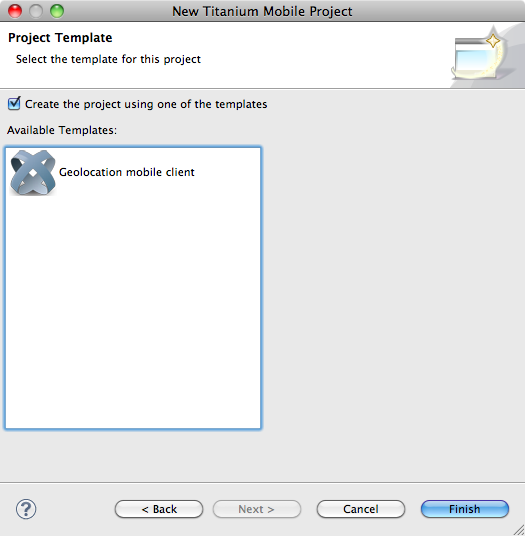 New Titanium Mobile Project
Project Template
Select the template for this project
Create the project using one of the templates
Available Templates:
Geolocation mobile client
?
< Back
Next >
Cancel
Finish